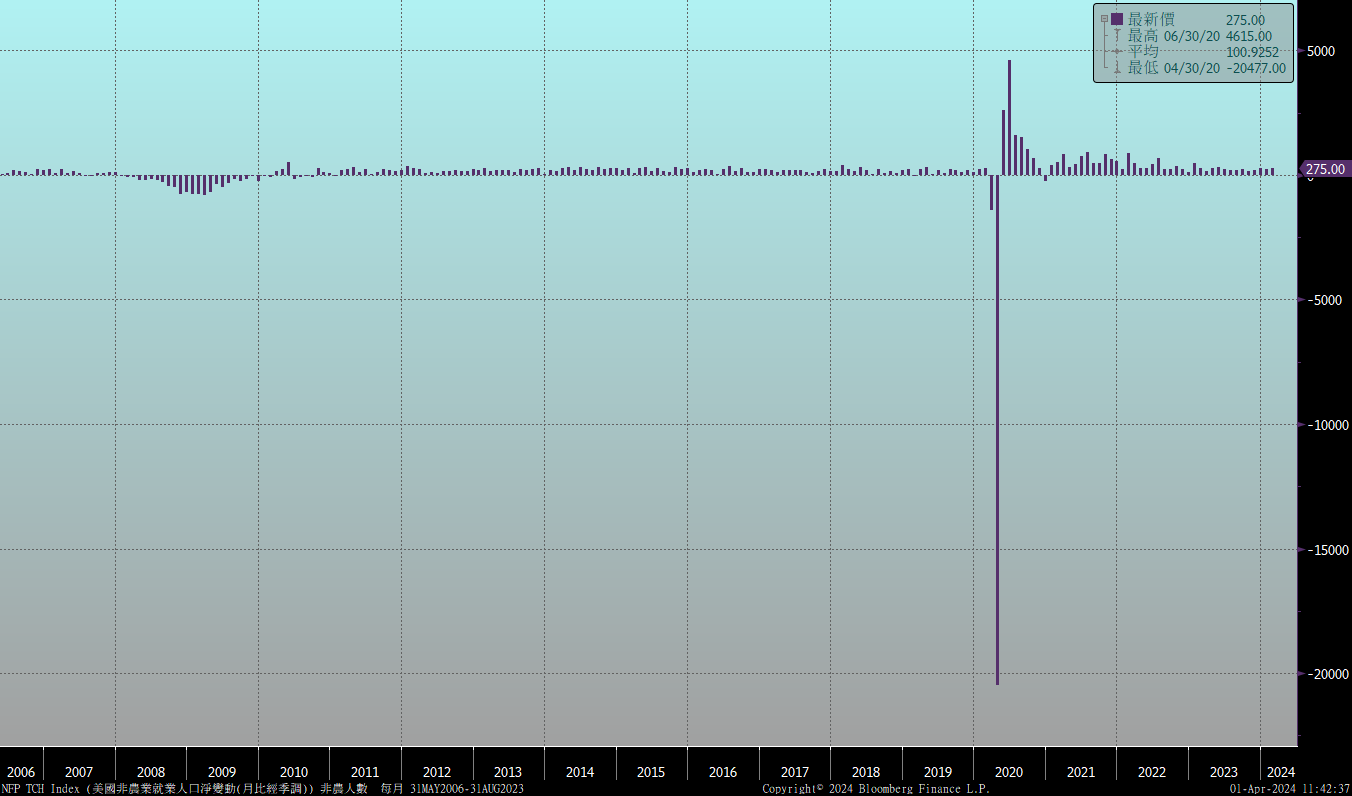 最新價 275.00
最高 06/30/20 4615.00
平均 100.9252
最低 04/30/20 -20477.00
5000
275.00
0
-5000
-10000
-15000
-20000
2006 2007 2008 2009 2010 2011 2012 2013 2014 2015 2016 2017 2018 2019 2020 2021 2022 2023 2024
NFP TCH Index (美國非農業就業人口淨變動(月比經季調)) 非農人數 每月 31MAY2006-31AUG2023 Copyright© 2024 Bloomberg Finance L.P. 01-Apr-2024 11:42:37